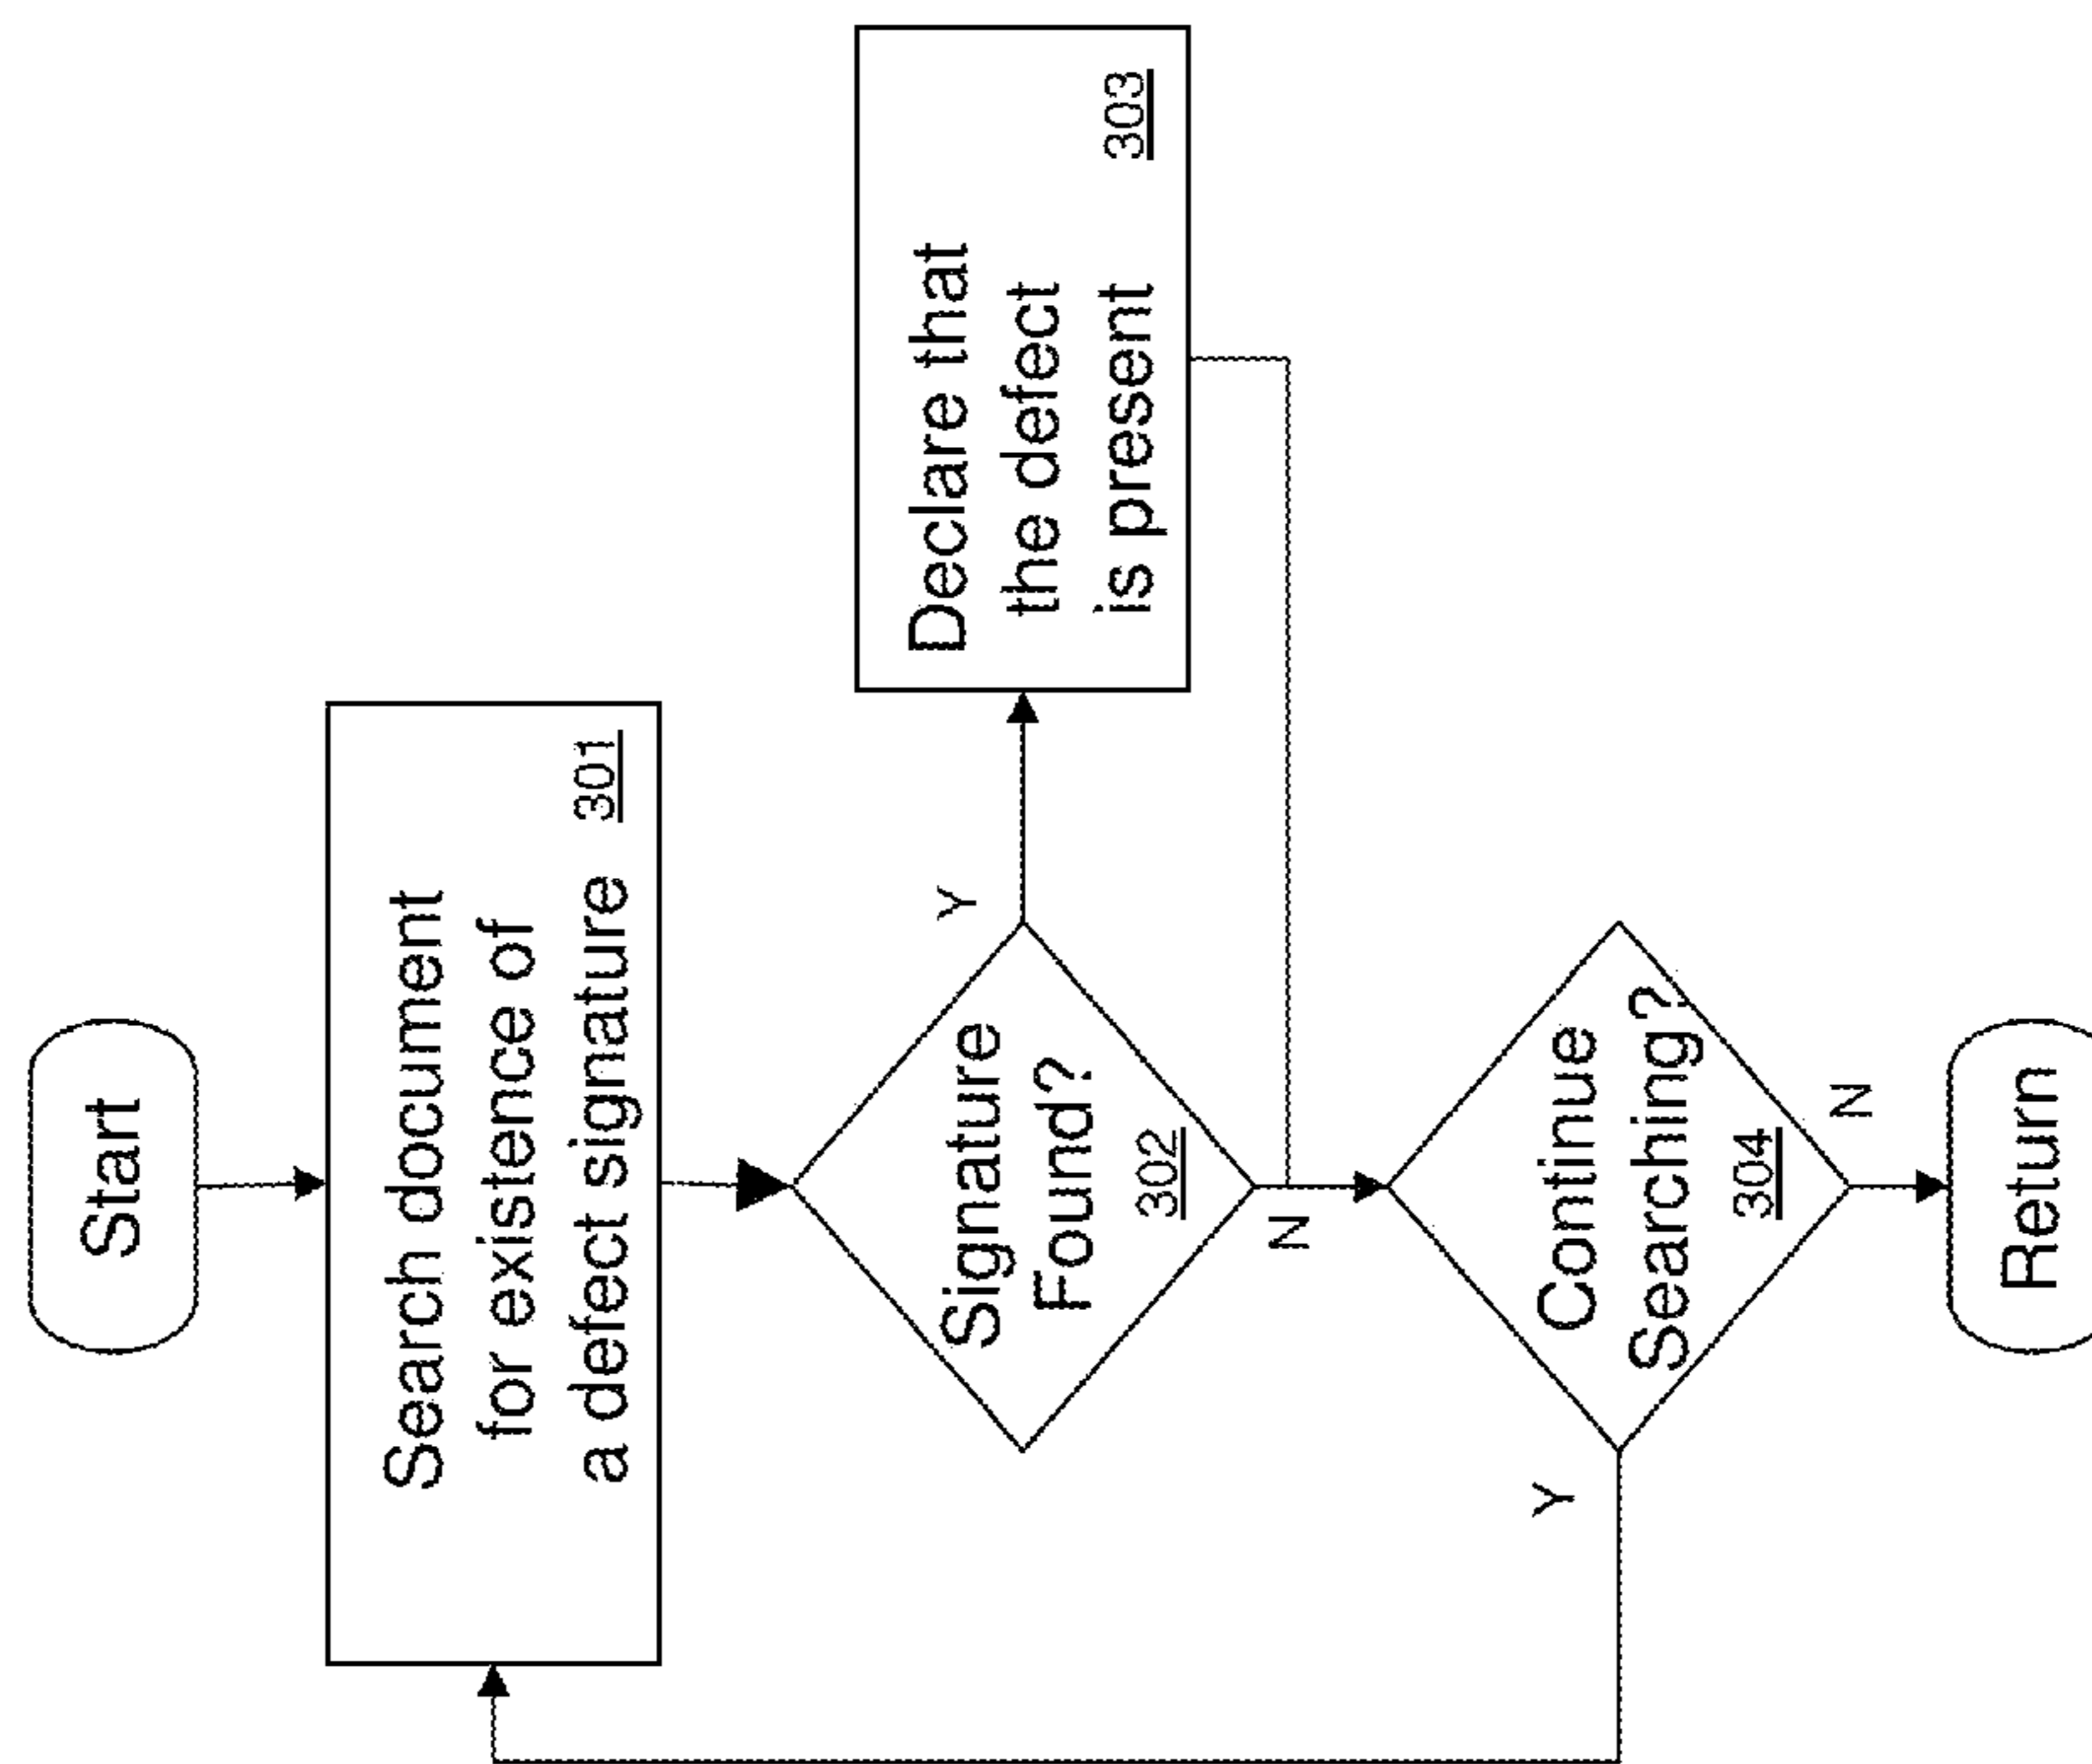 Start
Search document
for existence of
a defect signature 301
Signature
Found?
302
Y
N
Declare that
the defect
is present
303
Continue
Searching?
304
Y
N
Return